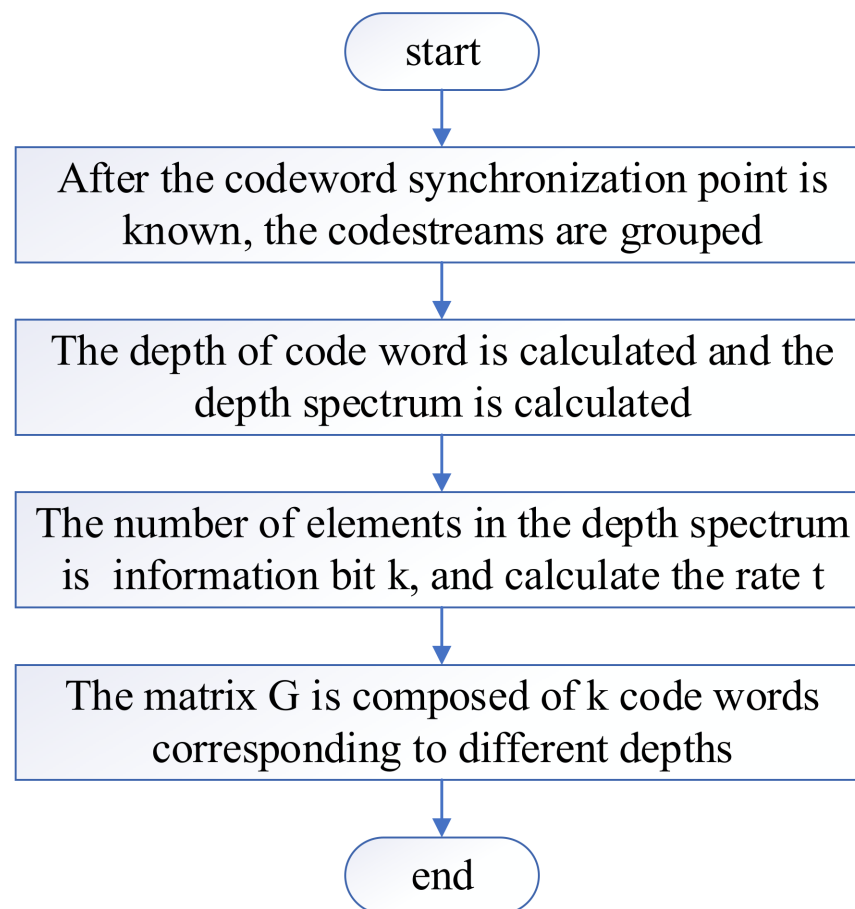 start
After the codeword synchronization point is
known, the codestreams are grouped
The depth of code word is calculated and the
depth spectrum is calculated
The number of elements in the depth spectrum
is  information bit k, and calculate the rate t
The matrix G is composed of k code words
corresponding to different depths
end